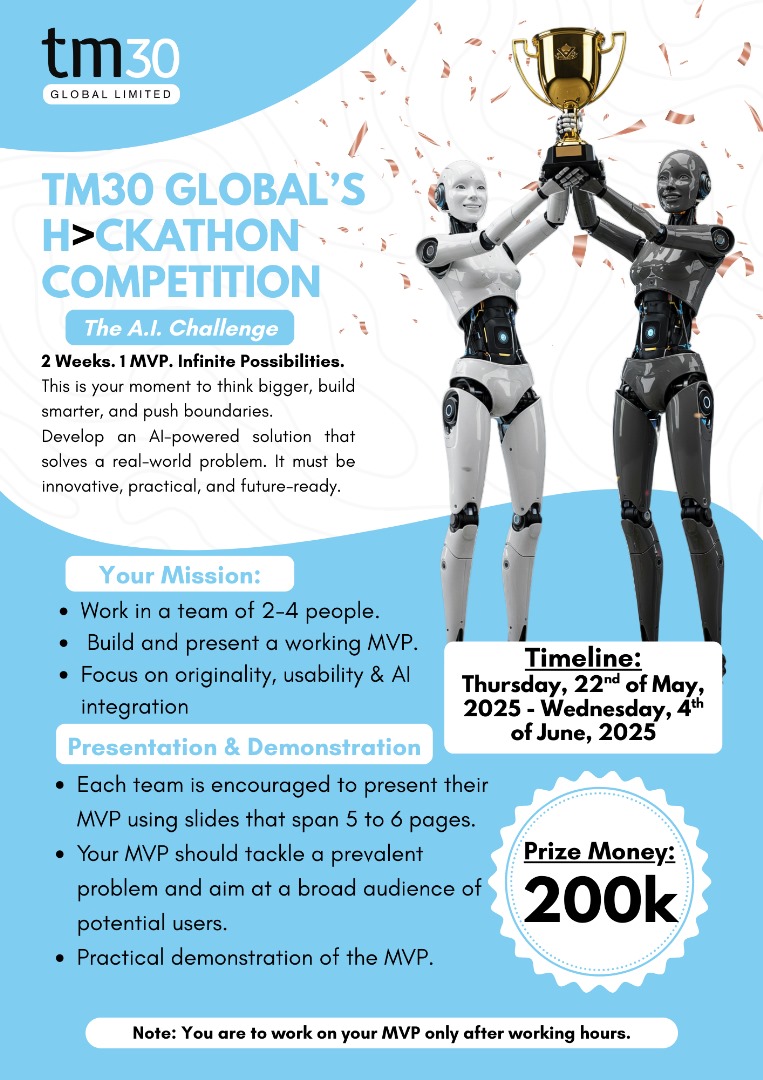 tm30
GLOBAL LIMITED
TM30 GLOBAL’S
H>CKATHON
COMPETITION
The A.I. Challenge
2 Weeks. 1 MVP. Infinite Possibilities.
This is your moment to think bigger, build
smarter, and push boundaries.
Develop an AI-powered solution that
solves a real-world problem. It must be
innovative, practical, and future-ready.
Your Mission:
• Work in a team of 2-4 people.
• Build and present a working MVP.
• Focus on originality, usability & AI
integration
Timeline:
Thursday, 22nd of May,
2025 - Wednesday, 4th
of June, 2025
Presentation & Demonstration
• Each team is encouraged to present their
MVP using slides that span 5 to 6 pages.
• Your MVP should tackle a prevalent
problem and aim at a broad audience of
potential users.
• Practical demonstration of the MVP.
Prize Money:
200k
Note: You are to work on your MVP only after working hours.